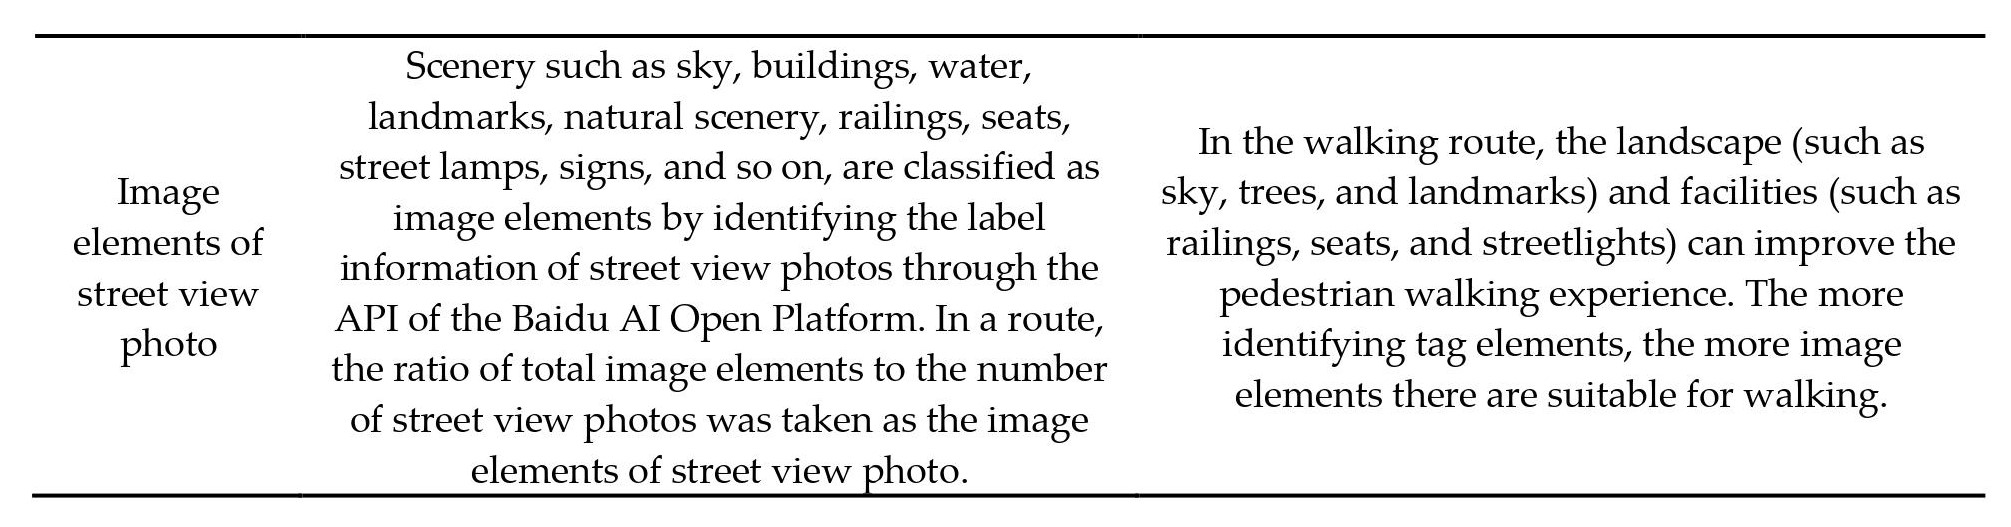 Image
elements of
street view
photo
Scenery such as sky, buildings, water,
landmarks, natural scenery, railings, seats,
street lamps, signs, and so on, are classified as
image elements by identifying the label
information of street view photos through the
API of the Baidu AI Open Platform. In a route,
the ratio of total image elements to the number
of street view photos was taken as the image
elements of street view photo.
In the walking route, the landscape (such as
sky, trees, and landmarks) and facilities (such as
railings, seats, and streetlights) can improve the
pedestrian walking experience. The more
identifying tag elements, the more image
elements there are suitable for walking.